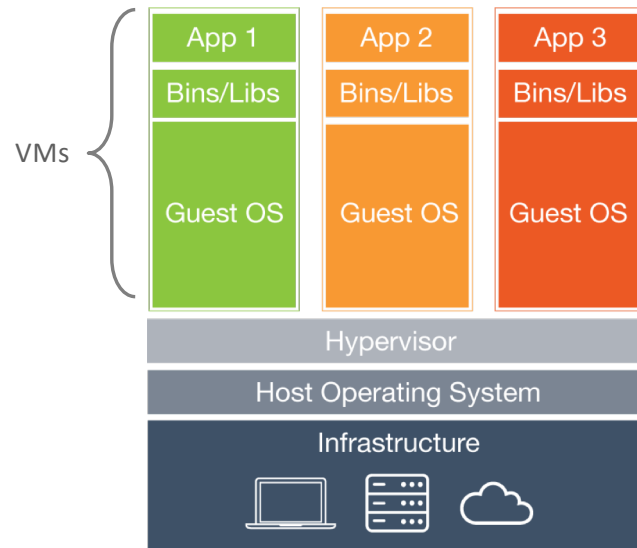 App 1
App 2
App 3
Bins/Libs
Bins/Libs
Bins/Libs
VMs
Guest OS
Guest OS
Guest OS
Hypervisor
Host Operating System
Infrastructure